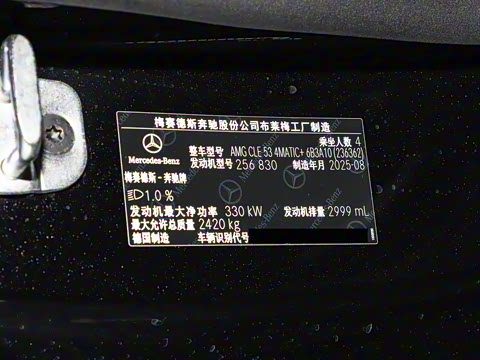 梅赛德斯奔驰股份公司布莱梅工厂制造
乘坐人数 4
整车型号 AMG CLE 53 4MATIC+ 6B3A10 (236362)
Mercedes-Benz
发动机型号 256 830 制造年月 2025-08
梅赛德斯-奔驰牌
1.0 %
发动机最大净功率 330 kW 发动机排量 2999 mL
最大允许总质量 2420 kg
德国制造 车辆识别代号